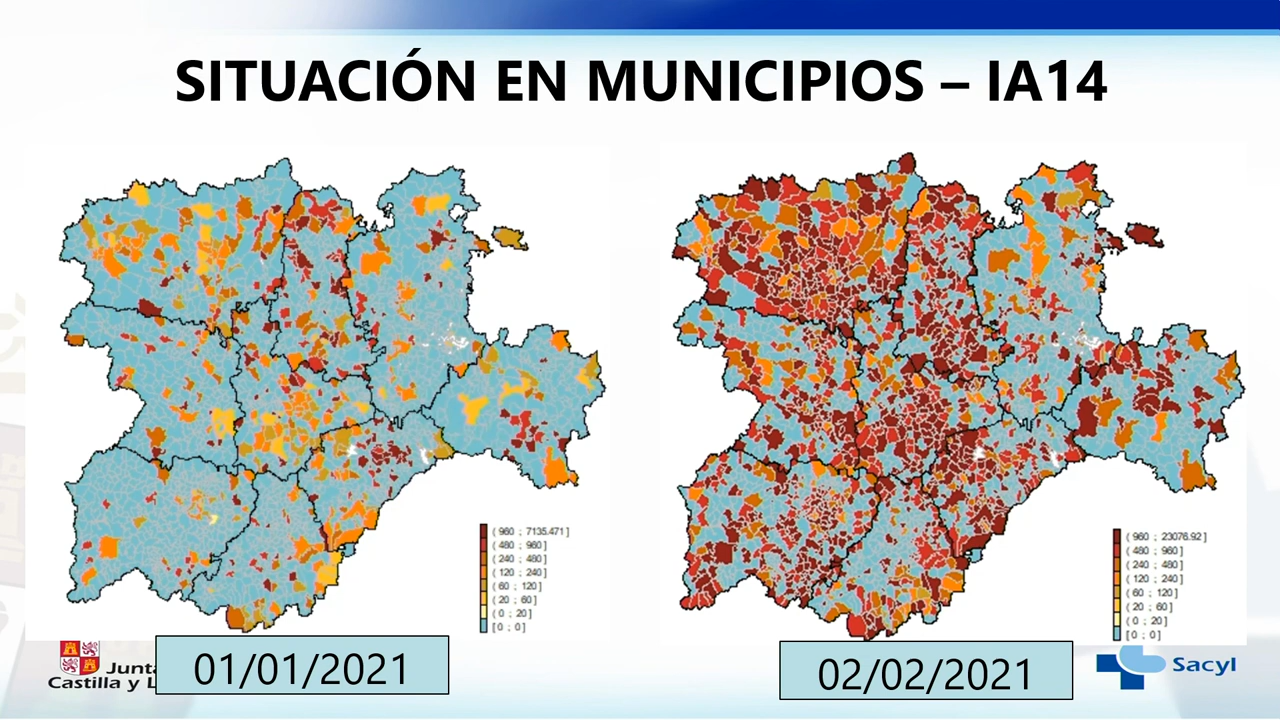 SITUACIÓN EN MUNICIPIOS – IA14
( 960 ; 7135.471 ]
( 480 ; 960 ]
( 240 ; 480 ]
( 120 ; 240 ]
( 60 ; 120 ]
( 20 ; 60 ]
( 0 ; 20 ]
[ 0 ; 0 ]
( 960 ; 23076.92 ]
( 480 ; 960 ]
( 240 ; 480 ]
( 120 ; 240 ]
( 60 ; 120 ]
( 20 ; 60 ]
( 0 ; 20 ]
[ 0 ; 0 ]
Junta
Castilla y L
01/01/2021
02/02/2021
Sacyl